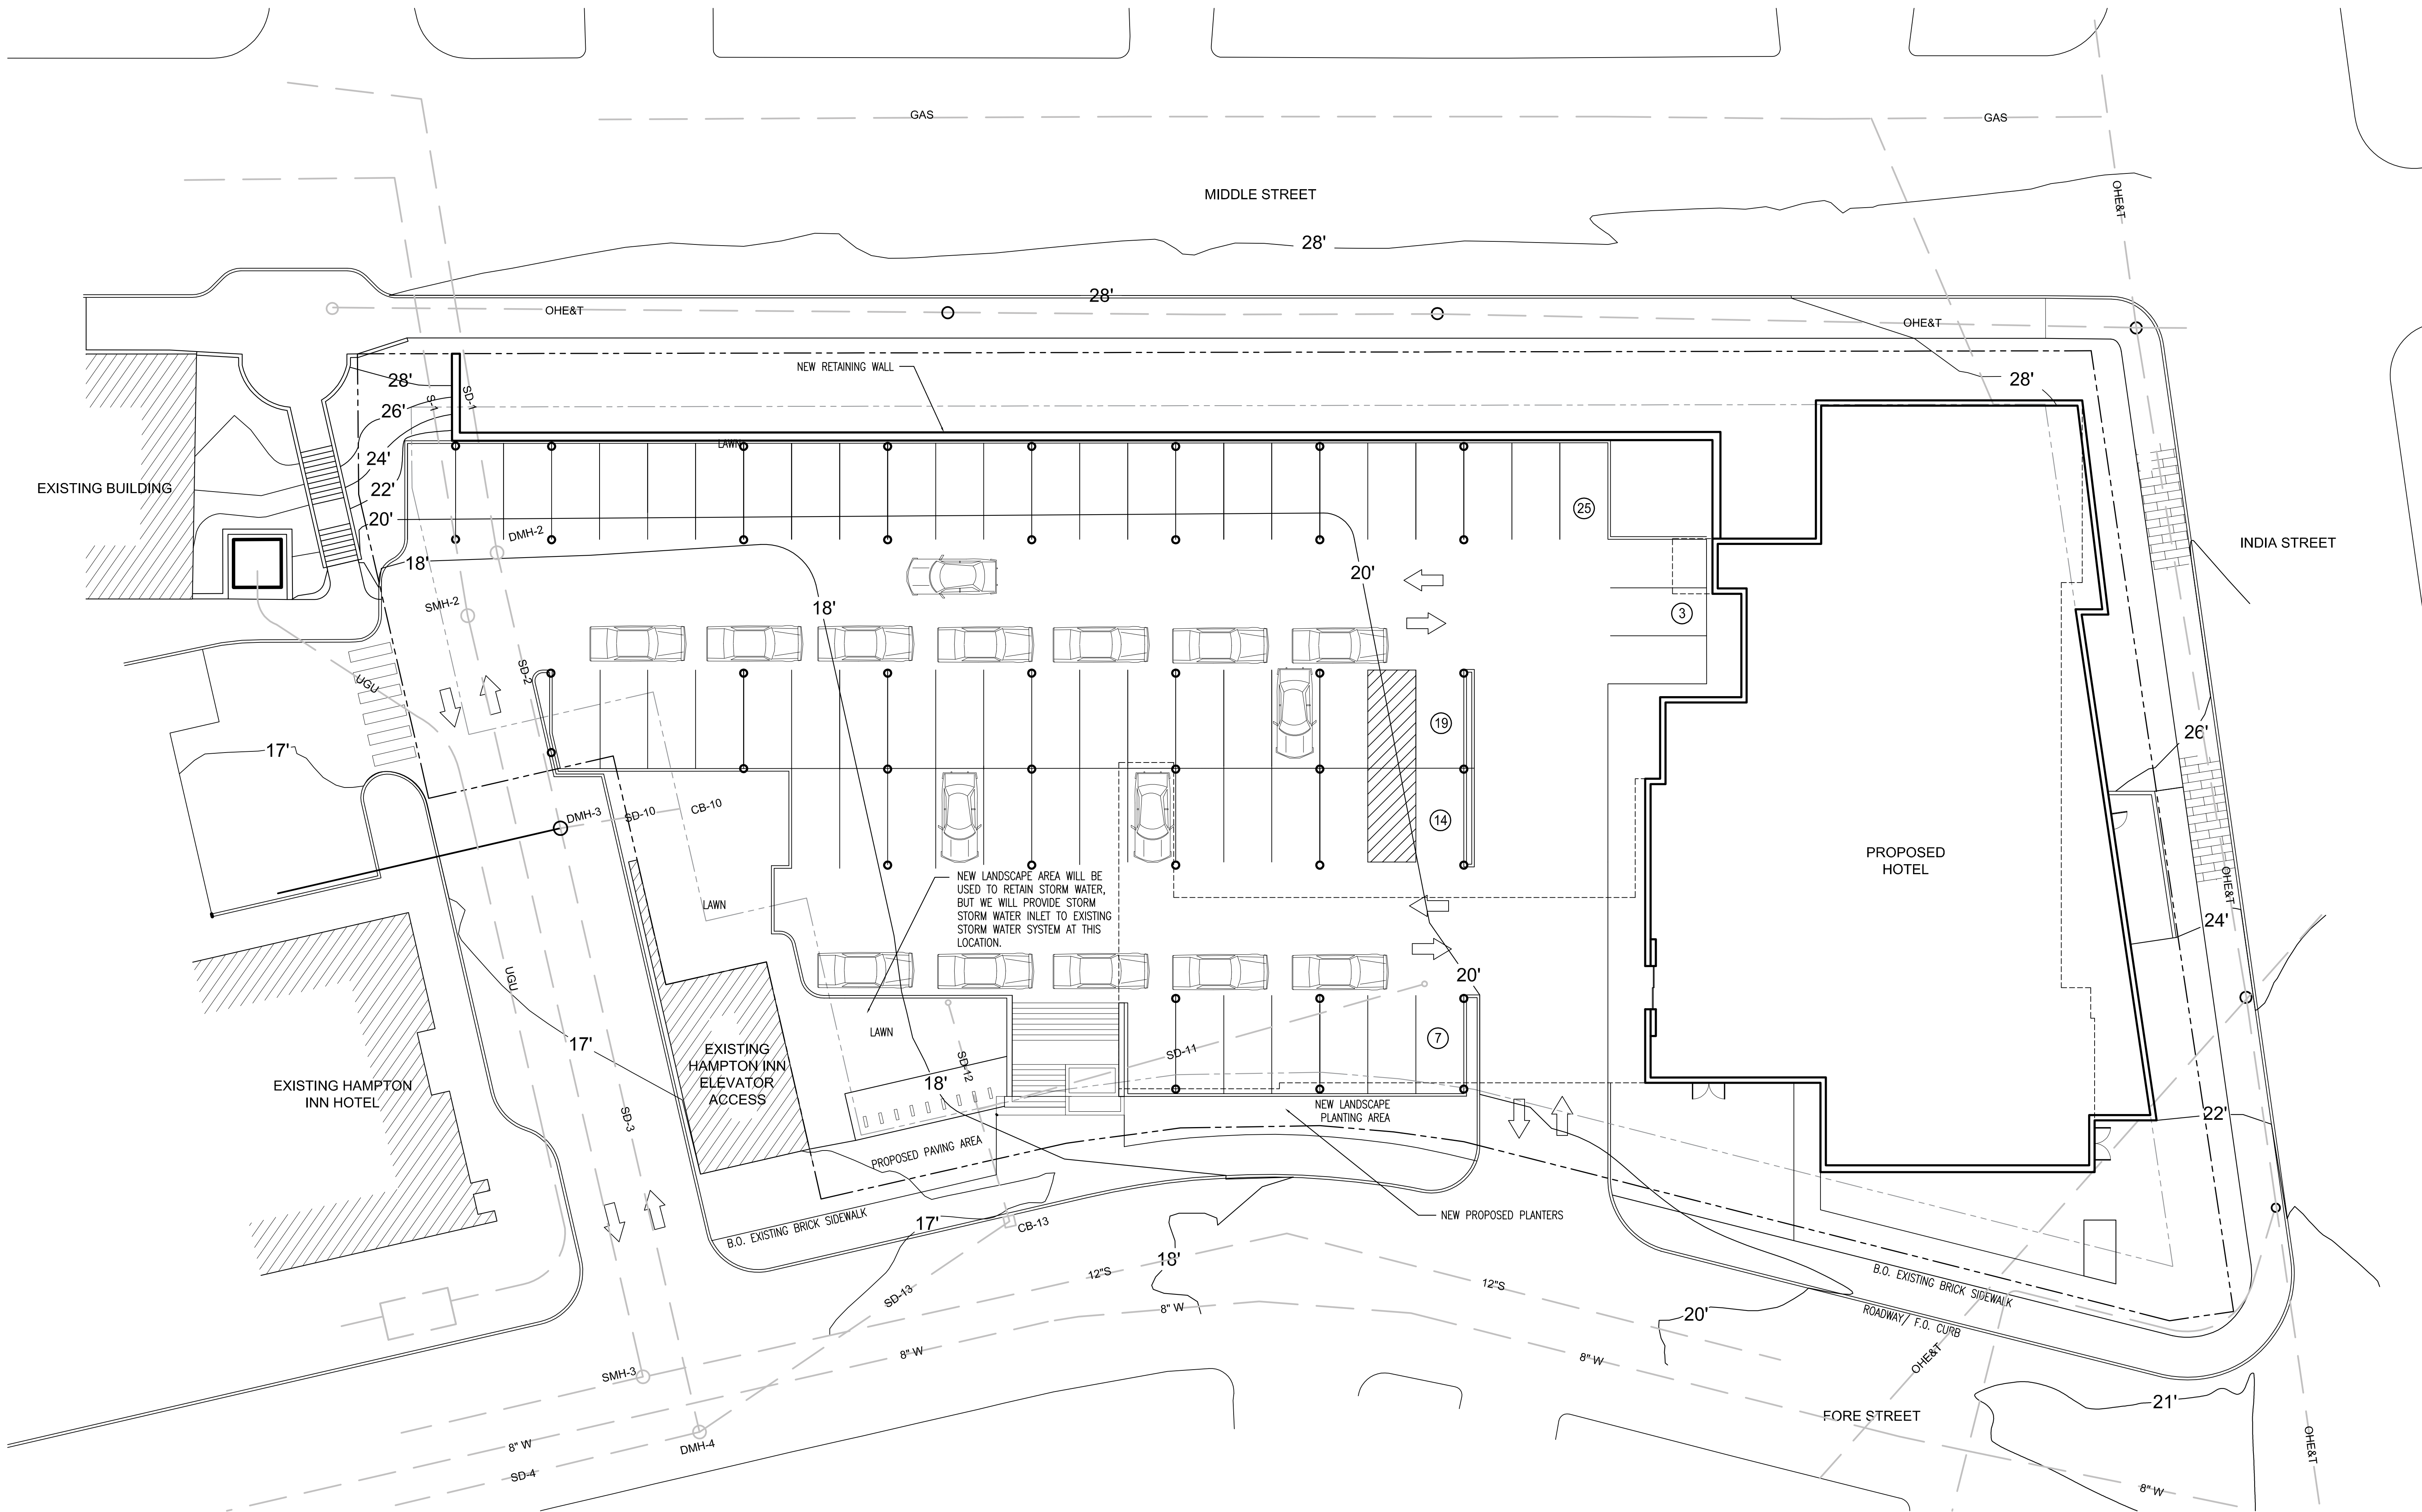 GAS
GAS
MIDDLE STREET
OHE&T
28'
28'
OHE&T
OHE&T
NEW RETAINING WALL
28'
28'
S-1
SD-1
26'
LAWN
24'
EXISTING BUILDING
22'
25
20'
DMH-2
INDIA STREET
18'
20'
SMH-2
18'
3
SD-2
UGU
19
26'
17'
CB-10
DMH-3
SD-10
14
PROPOSED
HOTEL
NEW LANDSCAPE AREA WILL BE
USED TO RETAIN STORM WATER,
BUT WE WILL PROVIDE STORM
STORM WATER INLET TO EXISTING
STORM WATER SYSTEM AT THIS
LOCATION.
LAWN
OHE&T
24'
UGU
20'
LAWN
7
17'
EXISTING
HAMPTON INN
ELEVATOR
ACCESS
SD-11
SD-12
18'
EXISTING HAMPTON
INN HOTEL
SD-3
NEW LANDSCAPE
PLANTING AREA
22'
PROPOSED PAVING AREA
NEW PROPOSED PLANTERS
B.O. EXISTING BRICK SIDEWALK
17'
CB-13
18'
12"S
12"S
B.O. EXISTING BRICK SIDEWALK
SD-13
8" W
20'
ROADWAY/ F.O. CURB
8" W
8" W
OHE&T
SMH-3
21'
FORE STREET
8" W
DMH-4
OHE&T
SD-4
8" W